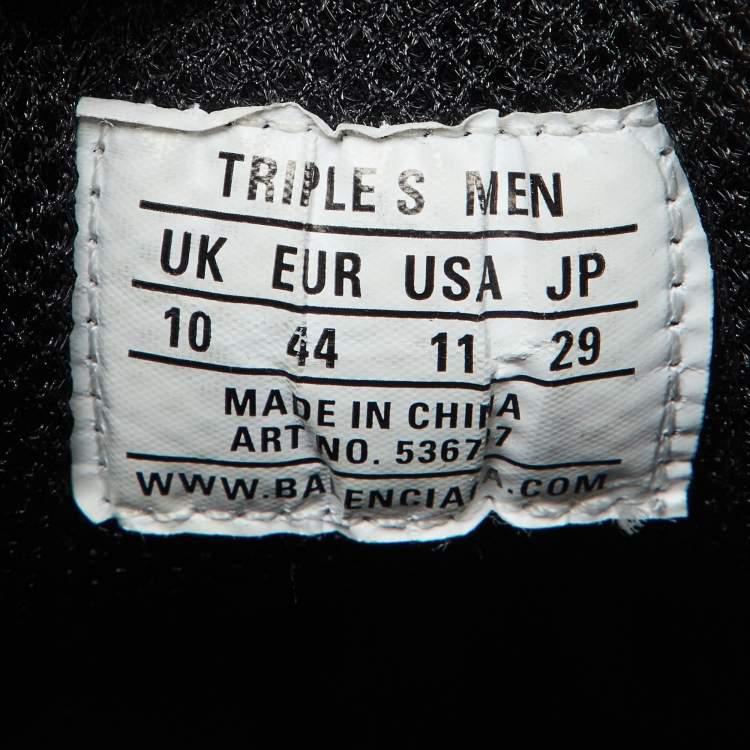 TRIPLE S MEN
UK EUR USA JP
10 44 11 29
MADE IN CHINA
ART NO.
WWW.BALENCIAGA.COM